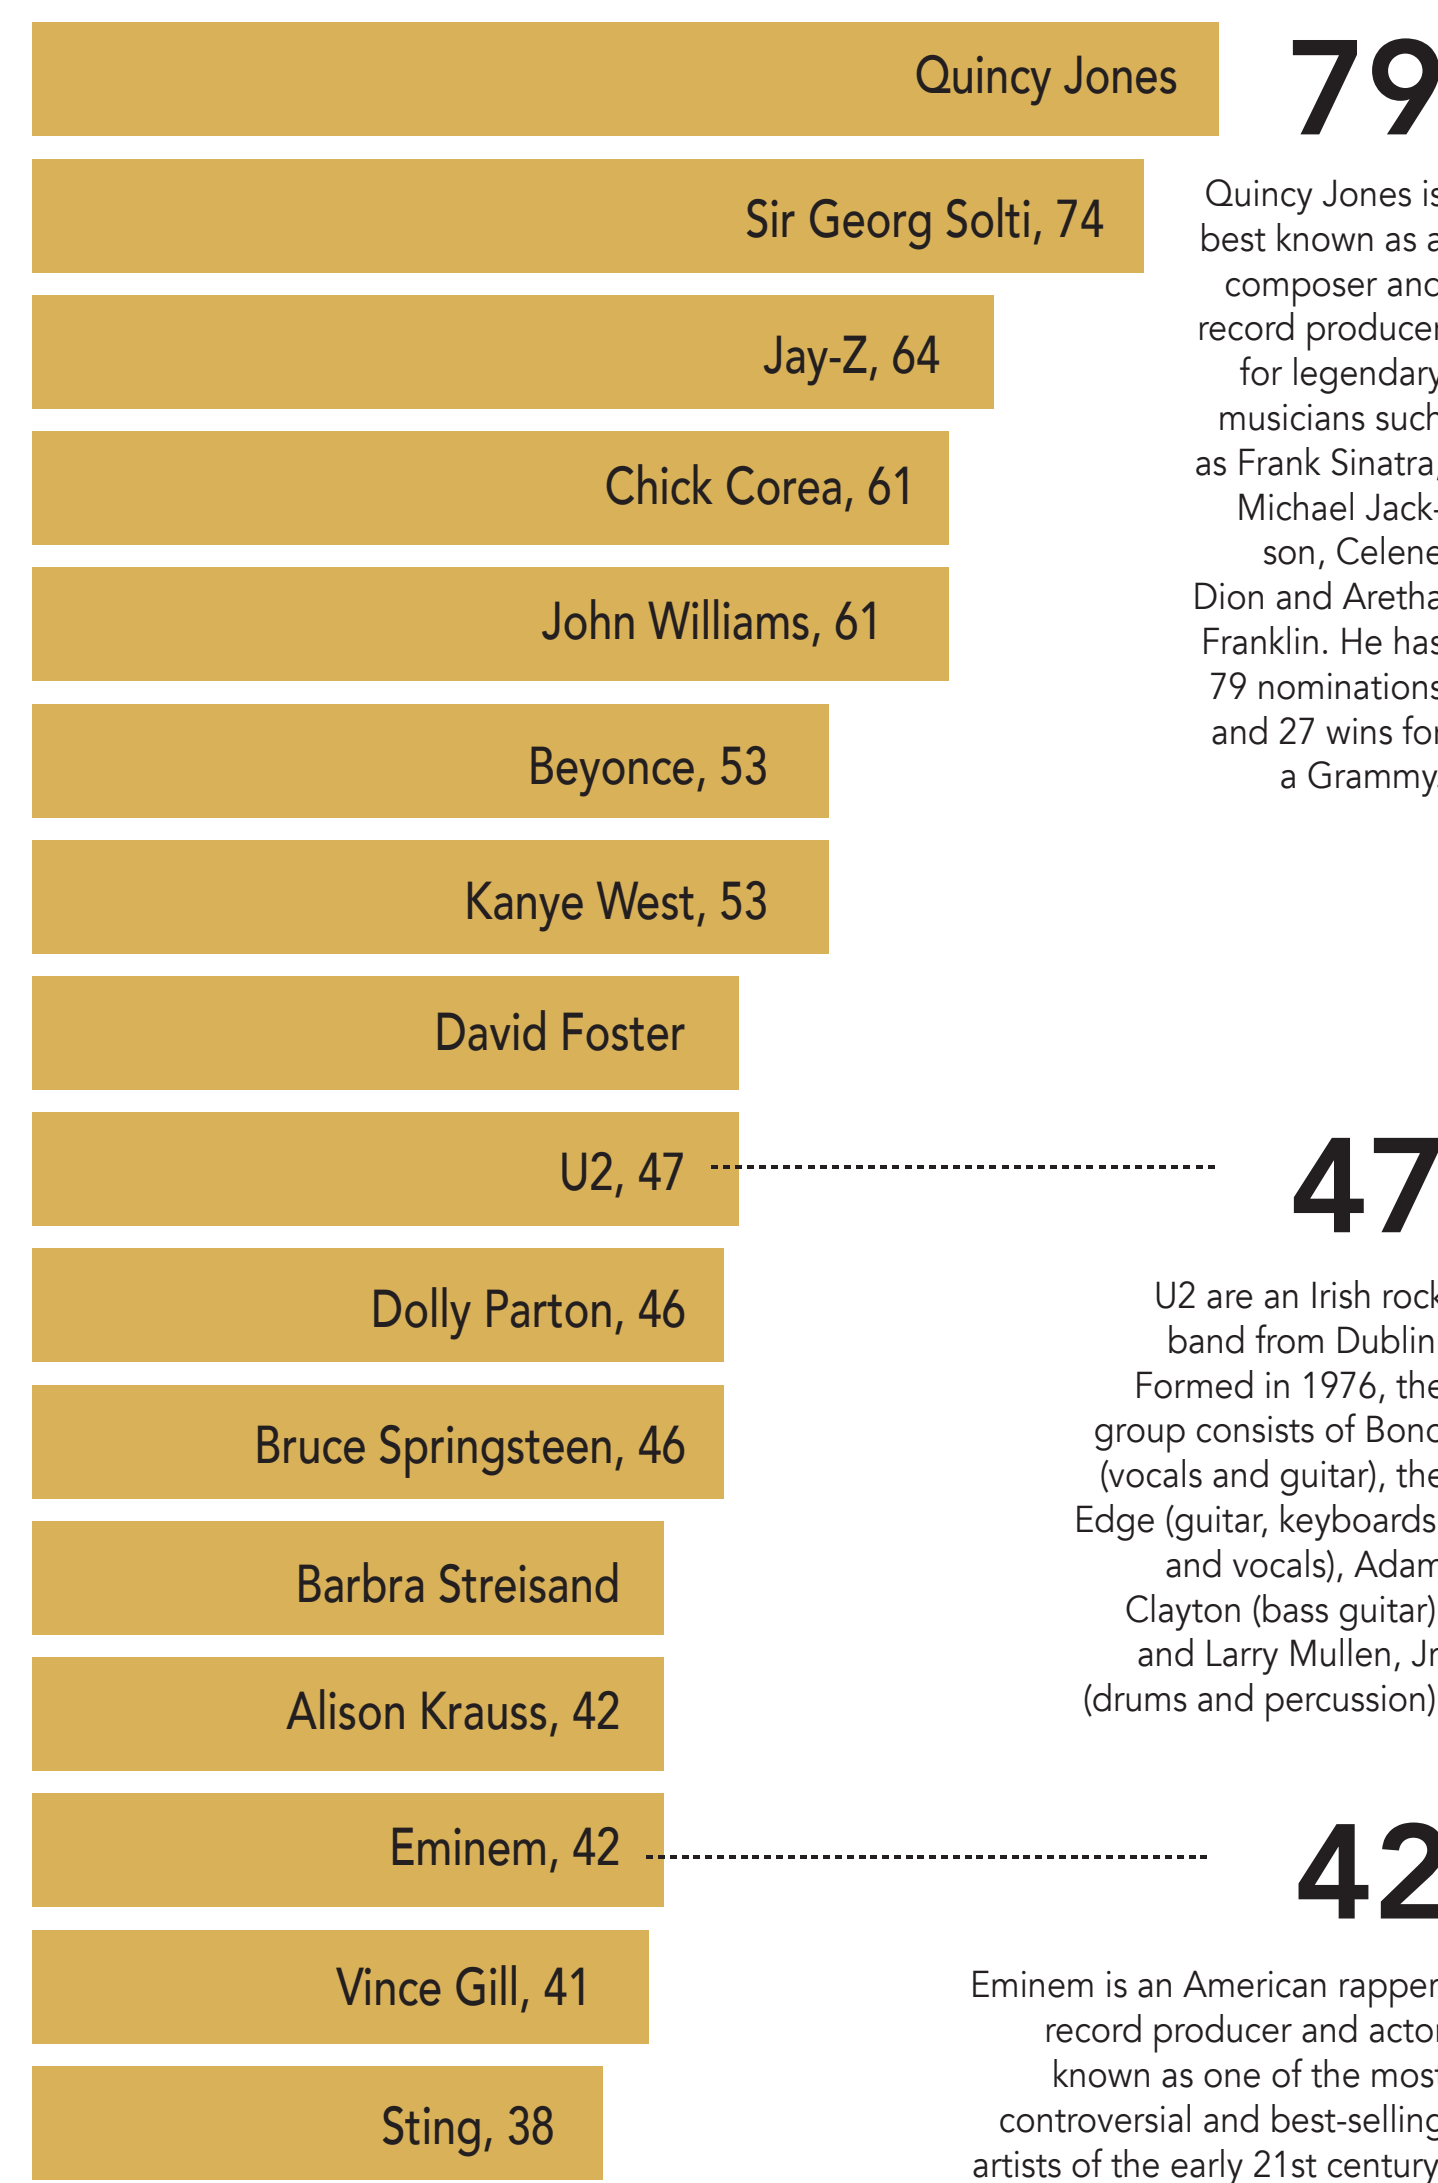 Quincy Jones
79
Sir Georg Solti, 74
Jay-Z, 64
Chick Corea, 61
John Williams, 61
Beyonce, 53
Kanye West, 53
David Foster
U2, 47
Dolly Parton, 46
Bruce Springsteen, 46
Barbra Streisand
Alison Krauss, 42
Eminem, 42
Vince Gill, 41
Sting, 38
Quincy Jones is
best known as a
composer and
record producer
for legendary
musicians such
as Frank Sinatra,
Michael Jack-
son, Celene
Dion and Aretha
Franklin. He has
79 nominations
and 27 wins for
a Grammy.
47
U2 are an Irish rock
band from Dublin
Formed in 1976, the
group consists of Bono
(vocals and guitar), the
Edge (guitar, keyboards
and vocals), Adam
Clayton (bass guitar)
and Larry Mullen, Jr
(drums and percussion)
42
Eminem is an American rapper
record producer and actor
known as one of the most
controversial and best-selling
artists of the early 21st century